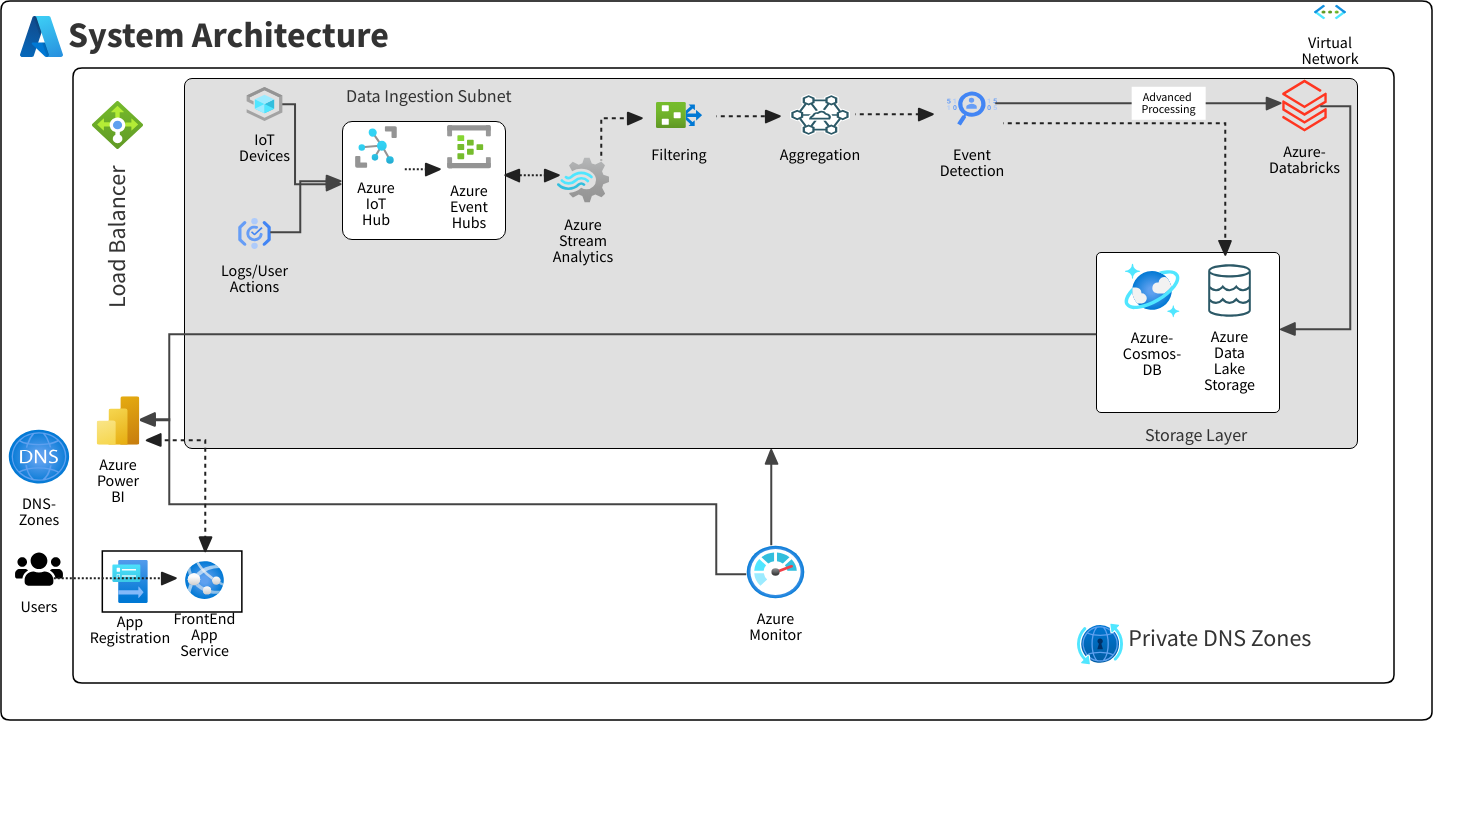 System Architecture
Virtual
Network
Data Ingestion Subnet
IoT
Devices
Azure
IoT
Hub
Azure
Event
Hubs
Logs/User
Actions
Azure
Stream
Analytics
Filtering
Aggregation
Event
Detection
Advanced
Processing
Azure-
Databricks
Load Balancer
Azure-
Cosmos-
DB
Azure
Data
Lake
Storage
Storage Layer
DNS
DNS-
Zones
Azure
Power
BI
Users
App
Registration
FrontEnd
App
Service
Azure
Monitor
Private DNS Zones